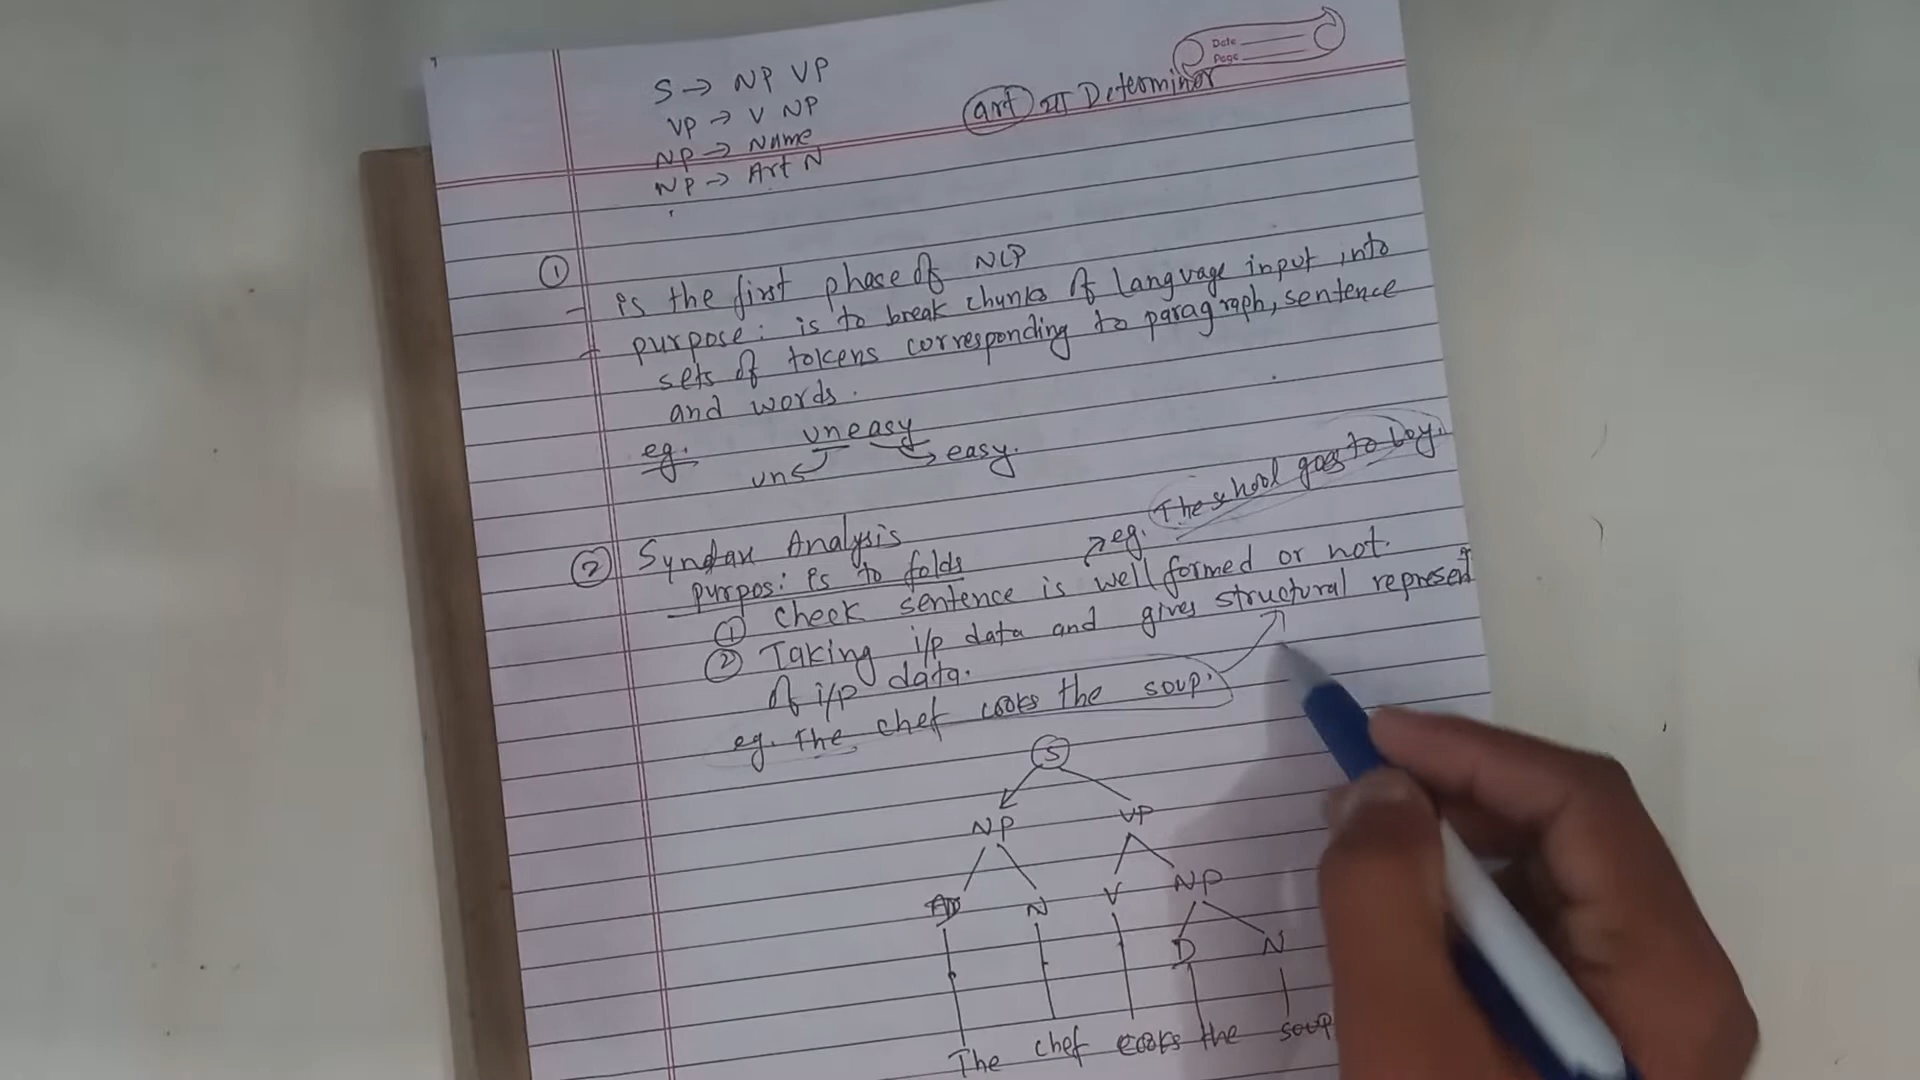 Date
Page
S → NP VP
VP → V NP
NP → Name
NP → Art N
art या Determiner
①
- is the first phase of NLP
- purpose: is to break chunks of language input into
sets of tokens corresponding to paragraph, sentence
and words.
eg. uneasy
uns easy.
② Syntax Analysis
purpos: is to folds
① check sentence is well formed or not.
eg. The school goes to boy.
② Taking i/p data and gives structural represent
of i/p data.
eg. The chef cooks the soup.
S
NP VP
N V NP
D N
The chef cooks the soup